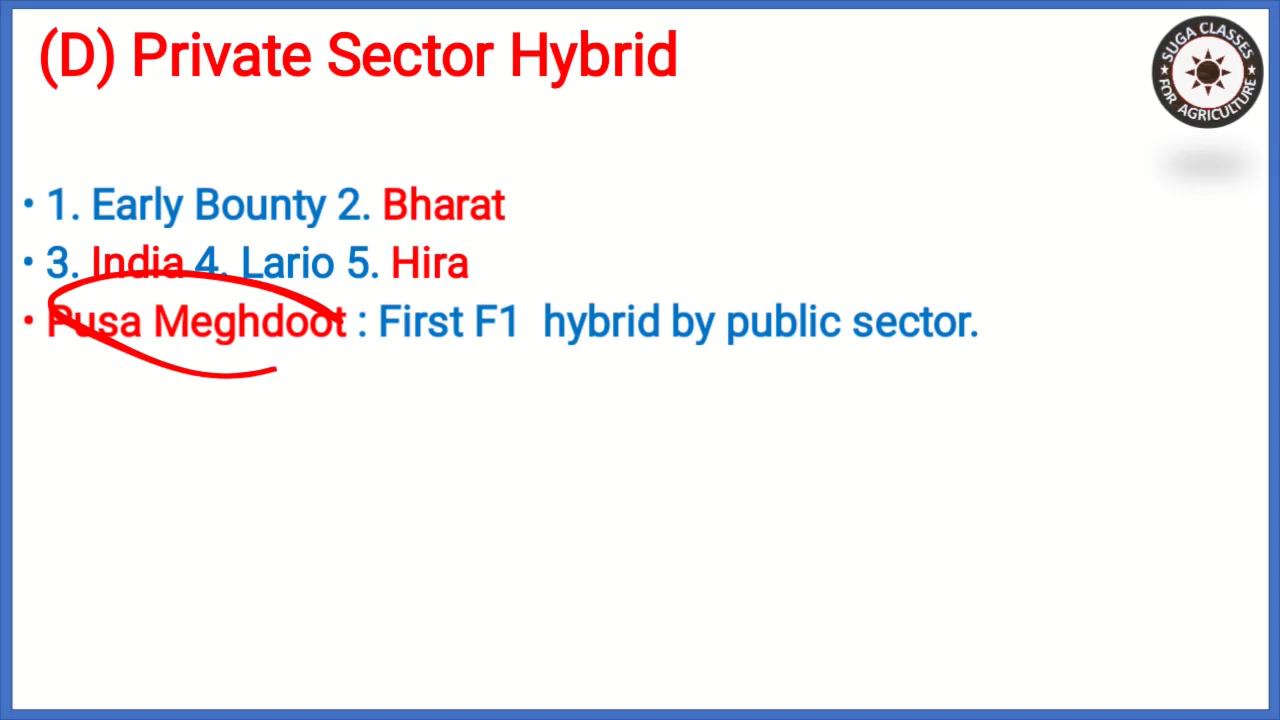 (D) Private Sector Hybrid
SUGA CLASSES
FOR AGRICULTURE
• 1. Early Bounty 2. Bharat
• 3. India 4. Lario 5. Hira
• Pusa Meghdoot : First F1 hybrid by public sector.